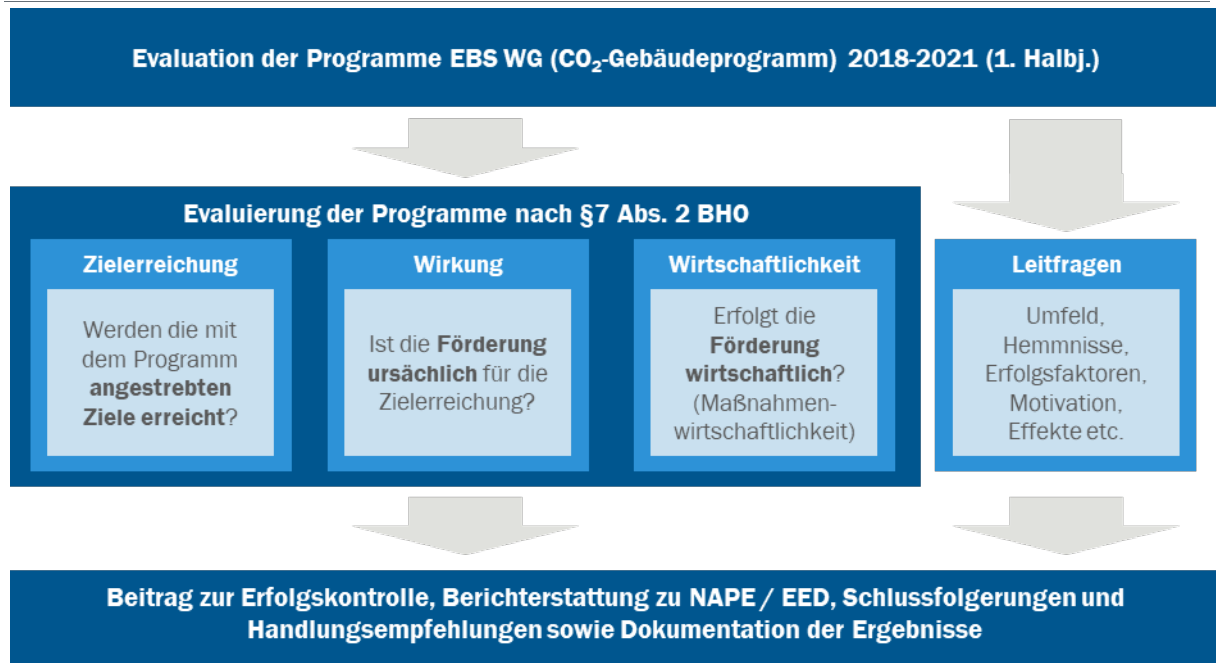 Evaluation der Programme EBS WG (CO₂-Gebäudeprogramm) 2018-2021 (1. Halbj.)
Evaluierung der Programme nach §7 Abs. 2 BHO
Zielerreichung
Werden die mit
dem Programm
angestrebten
Ziele erreicht?
Wirkung
Ist die Förderung
ursächlich für die
Zielerreichung?
Wirtschaftlichkeit
Erfolgt die
Förderung
wirtschaftlich?
(Maßnahmen-
wirtschaftlichkeit)
Leitfragen
Umfeld,
Hemmnisse,
Erfolgsfaktoren,
Motivation,
Effekte etc.
Beitrag zur Erfolgskontrolle, Berichterstattung zu NAPE / EED, Schlussfolgerungen und
Handlungsempfehlungen sowie Dokumentation der Ergebnisse